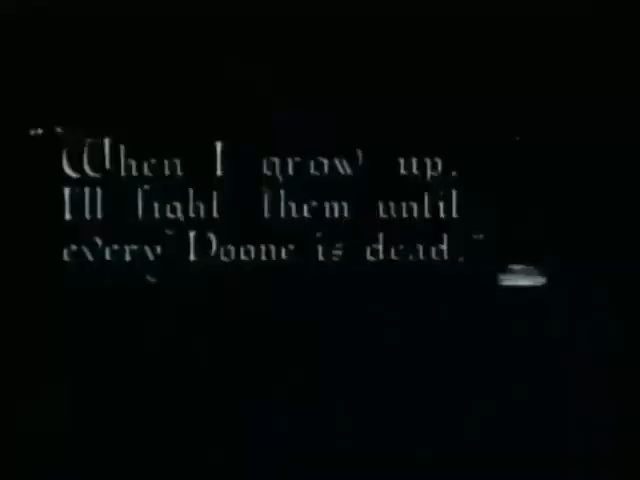 "When I grow up,
I'll fight them until
every Doone is dead."